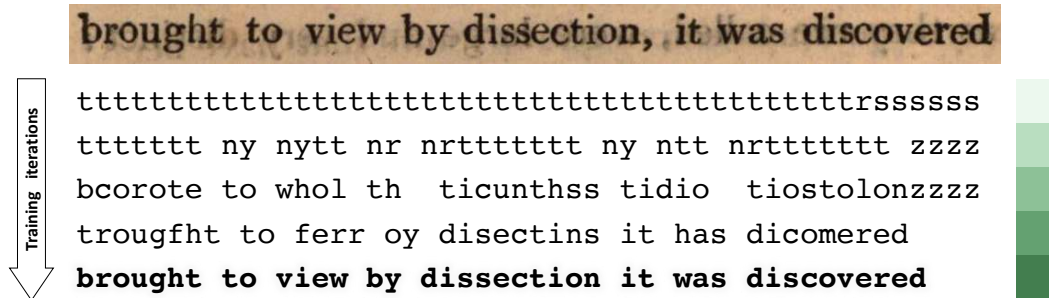 brought to view by dissection, it was discovered
Training iterations
tttttttttttttttttttttttttttttttttttttttttttrssssss
ttttttt ny nytt nr nrttttttt ny ntt nrttttttt zzzz
bcorote to whol th  ticunthss tidio  tiostolonzzzz
trougfht to ferr oy disectins it has dicomered
brought to view by dissection it was discovered